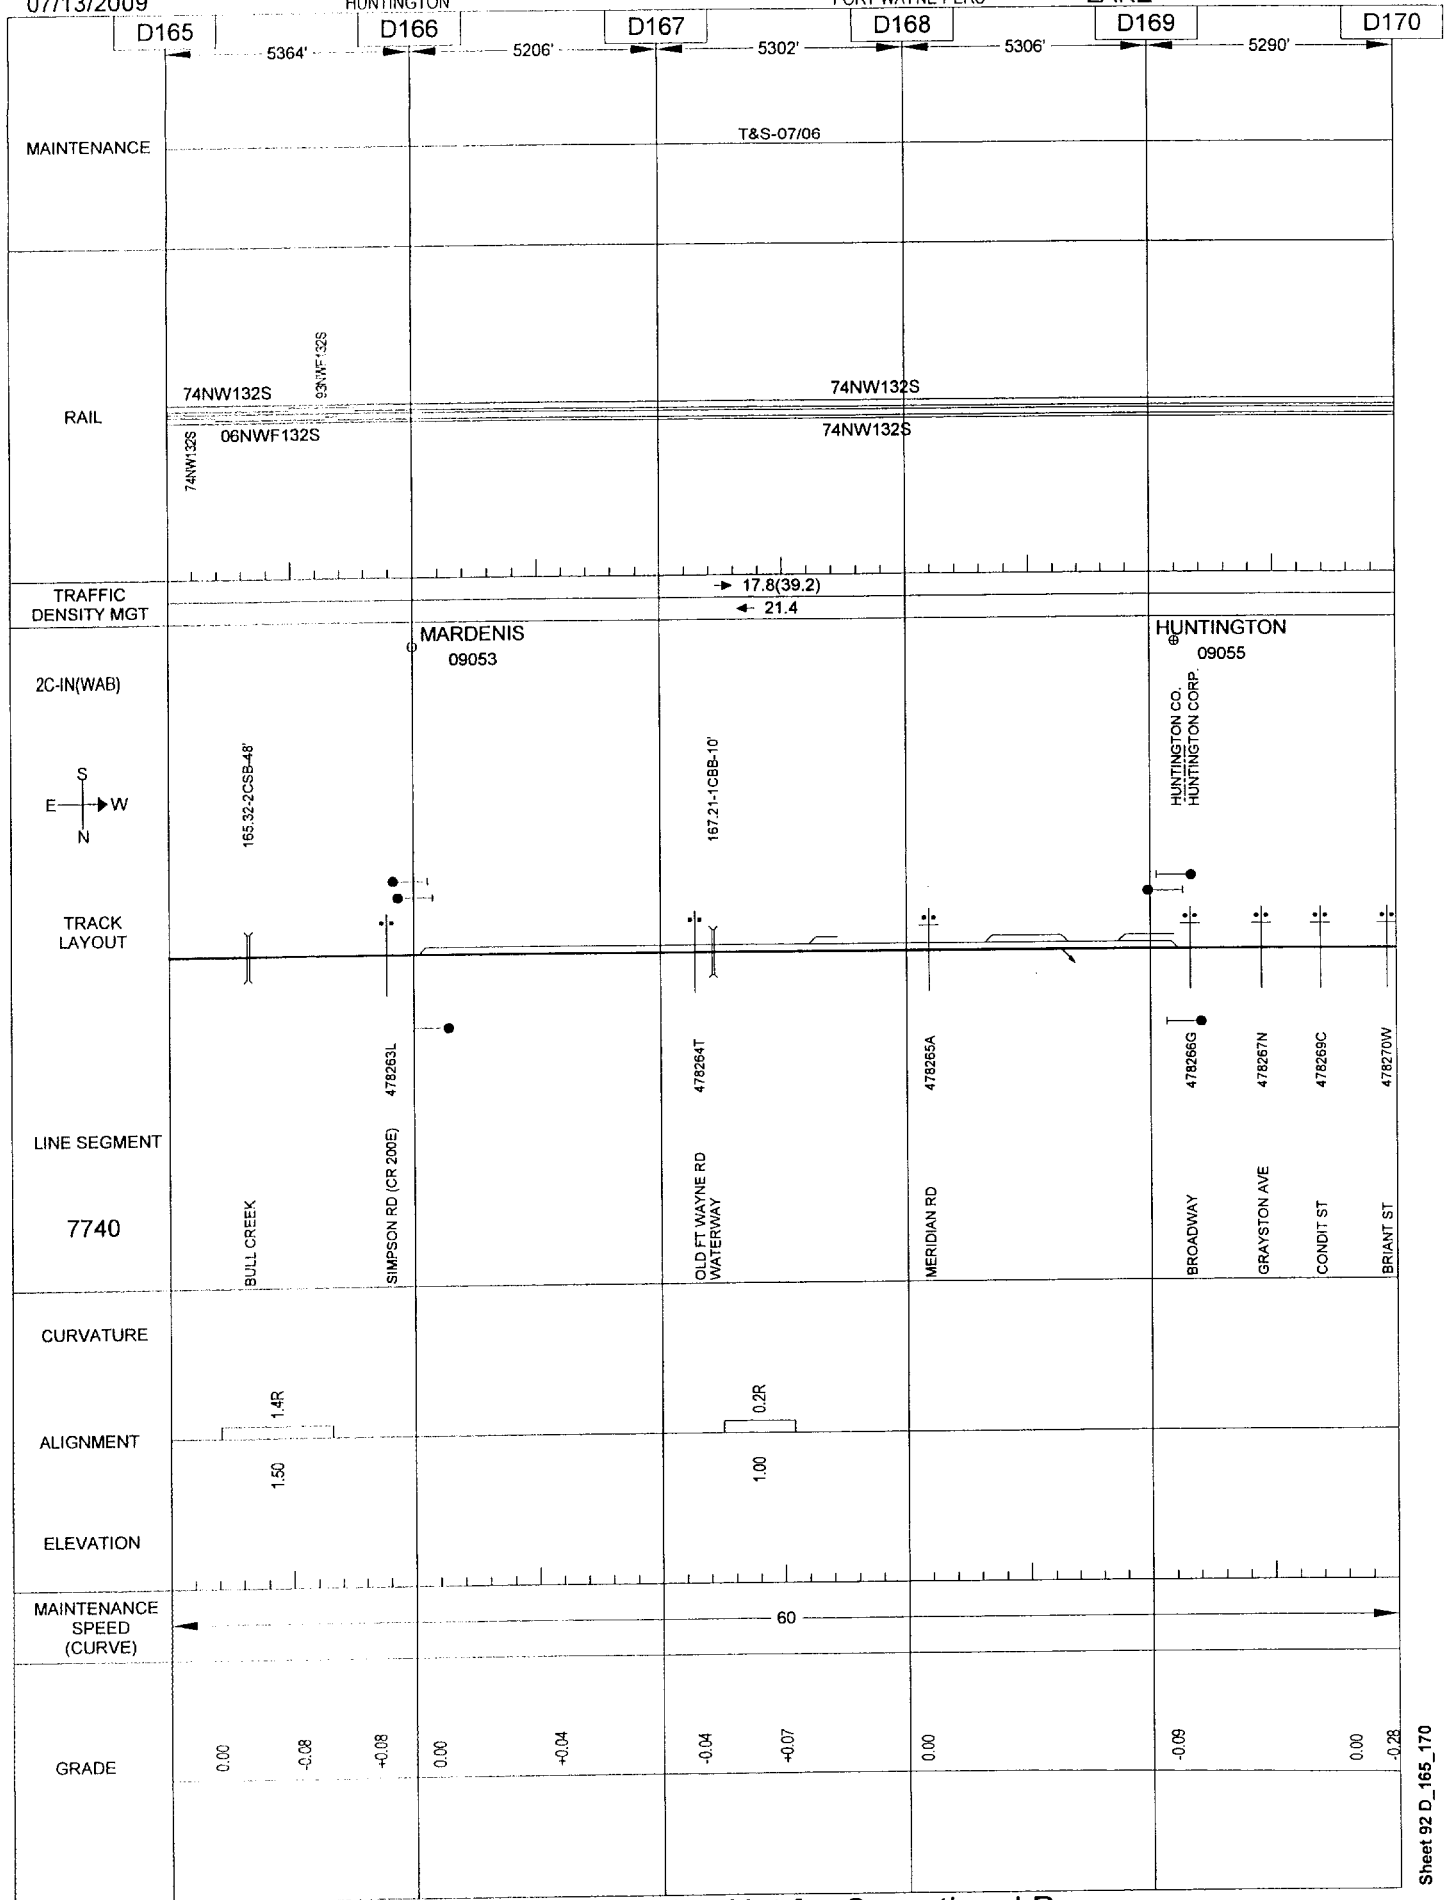 07/13/2009
HUNTINGTON
D165
D166
D167
D168
D169
D170
5364'
5206'
5302'
5306'
5290'
MAINTENANCE
T&S-07/06
RAIL
74NW132S
93NWF132S
74NW132S
06NWF132S
74NW132S
74NW132S
TRAFFIC
DENSITY MGT
17.8(39.2)
21.4
MARDENIS
09053
HUNTINGTON
09055
2C-IN(WAB)
HUNTINGTON CO.
HUNTINGTON CORP.
S
E
W
N
165.32-2CSB-48'
167.21-1CBB-10'
TRACK
LAYOUT
478263L
478264T
478265A
478266G
478267N
478269C
478270W
LINE SEGMENT
7740
BULL CREEK
SIMPSON RD (CR 200E)
OLD FT WAYNE RD
WATERWAY
MERIDIAN RD
BROADWAY
GRAYSTON AVE
CONDIT ST
BRIANT ST
CURVATURE
1.4R
0.2R
ALIGNMENT
1.50
1.00
ELEVATION
MAINTENANCE
SPEED
(CURVE)
60
GRADE
0.00
-0.08
+0.08
0.00
+0.04
-0.04
+0.07
0.00
-0.09
0.00
-0.28
Sheet 92 D_165_170